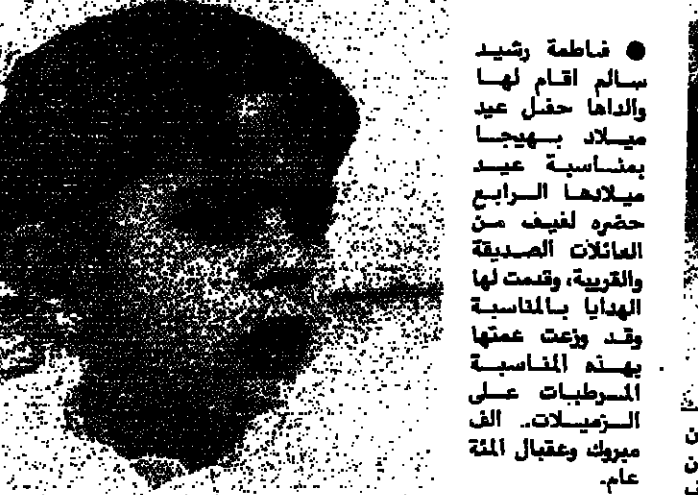 ● فاطمة رشيد
سالم اقام لها
والداها حفل عيد
ميلاد بهيجا
بمناسبة عيد
ميلادها الرابع
حضره لفيف من
العائلات الصديقة
والقريبة، وقدمت لها
الهدايا بالمناسبة
وقد وزعت عمتها
بهذه المناسبة
المرطبات على
الزميلات.. الف
مبروك وعقبال المئة
عام.